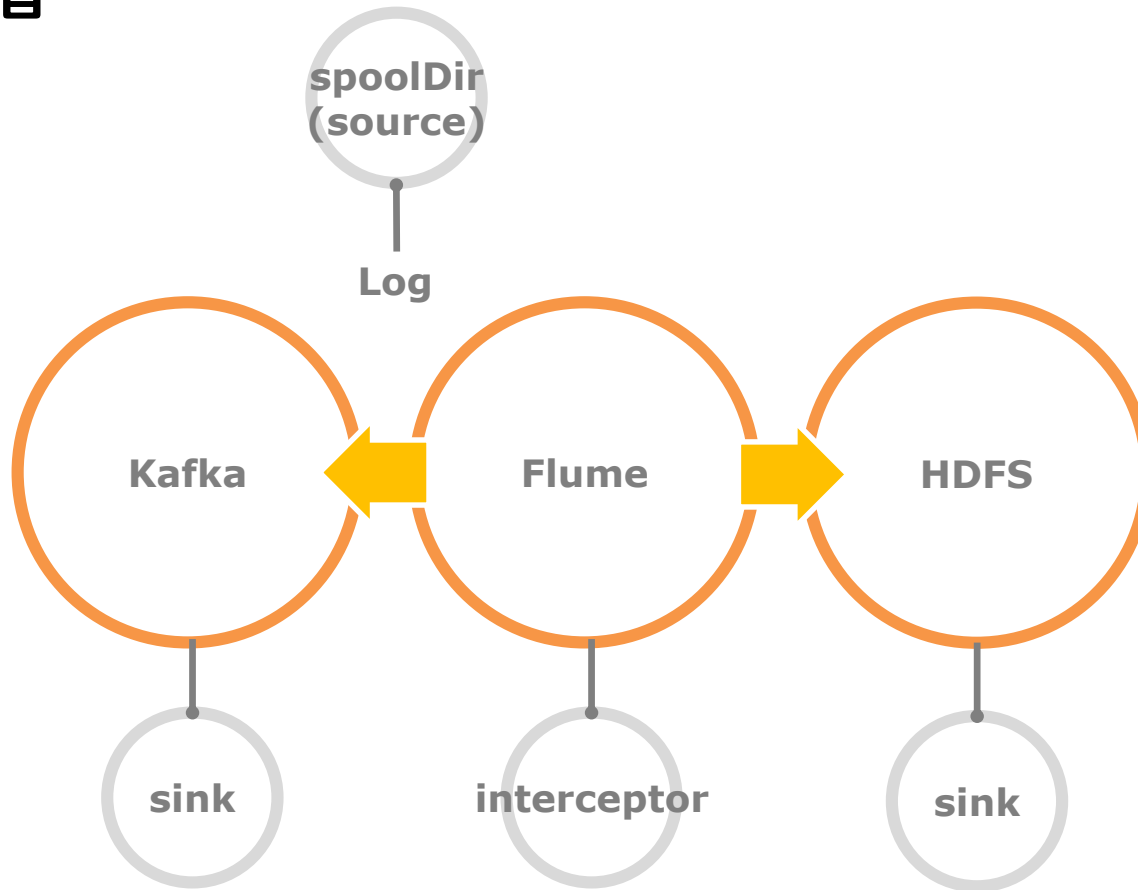 spoolDir
(source)
Log
Kafka
Flume
HDFS
sink
interceptor
sink